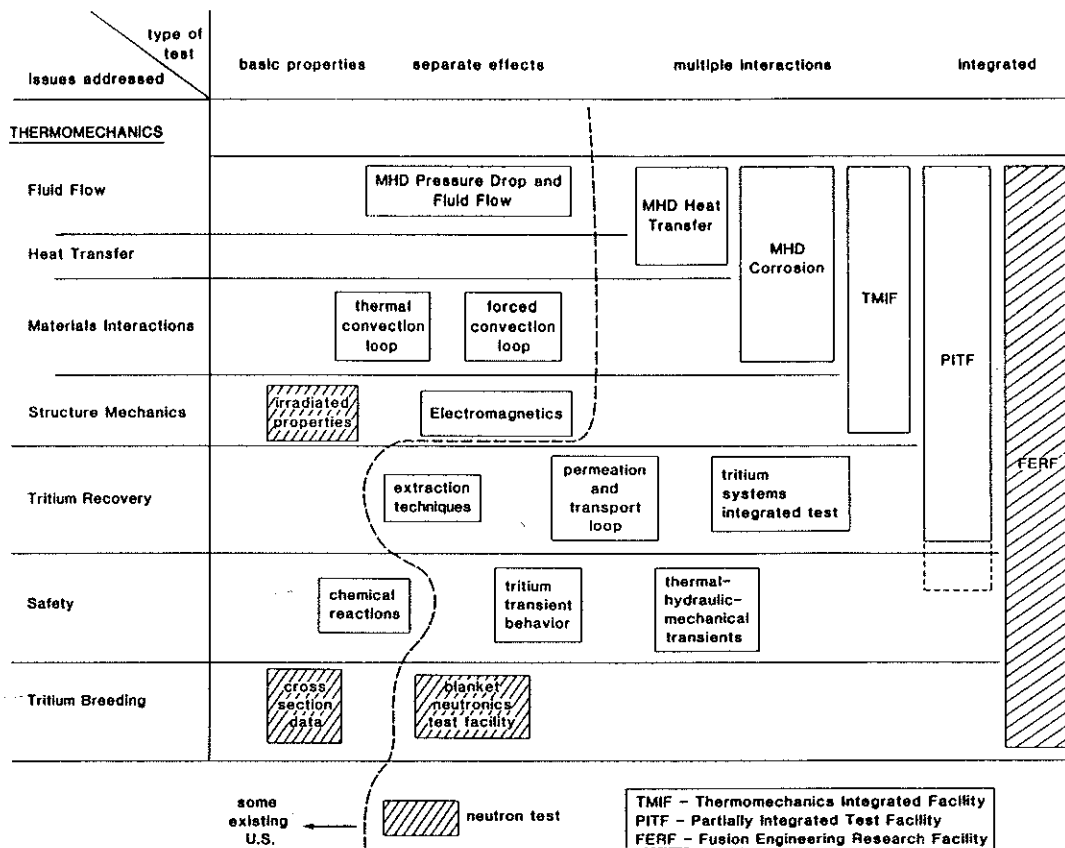 type of
test
Issues addressed
basic properties
separate effects
multiple interactions
integrated
THERMOMECHANICS
Fluid Flow
MHD Pressure Drop and
Fluid Flow
MHD Heat
Transfer
Heat Transfer
MHD
Corrosion
TMIF
PITF
FERF
Materials Interactions
thermal
convection
loop
forced
convection
loop
Structure Mechanics
irradiated
properties
Electromagnetics
Tritium Recovery
extraction
techniques
permeation
and
transport
loop
tritium
systems
integrated test
Safety
chemical
reactions
tritium
transient
behavior
thermal-
hydraulic-
mechanical
transients
Tritium Breeding
cross
section
data
blanket
neutronics
test facility
some
existing
U.S.
neutron test
TMIF - Thermomechanics Integrated Facility
PITF - Partially Integrated Test Facility
FERF - Fusion Engineering Research Facility